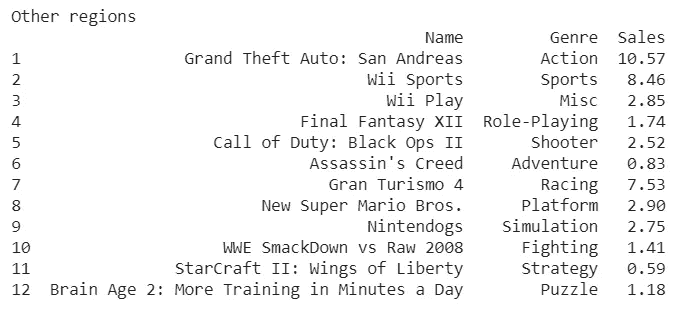 Other regions
Name Genre Sales
1 Grand Theft Auto: San Andreas Action 10.57
2 Wii Sports Sports 8.46
3 Wii Play Misc 2.85
4 Final Fantasy XII Role-Playing 1.74
5 Call of Duty: Black Ops II Shooter 2.52
6 Assassin's Creed Adventure 0.83
7 Gran Turismo 4 Racing 7.53
8 New Super Mario Bros. Platform 2.90
9 Nintendogs Simulation 2.75
10 WWE SmackDown vs Raw 2008 Fighting 1.41
11 StarCraft II: Wings of Liberty Strategy 0.59
12 Brain Age 2: More Training in Minutes a Day Puzzle 1.18